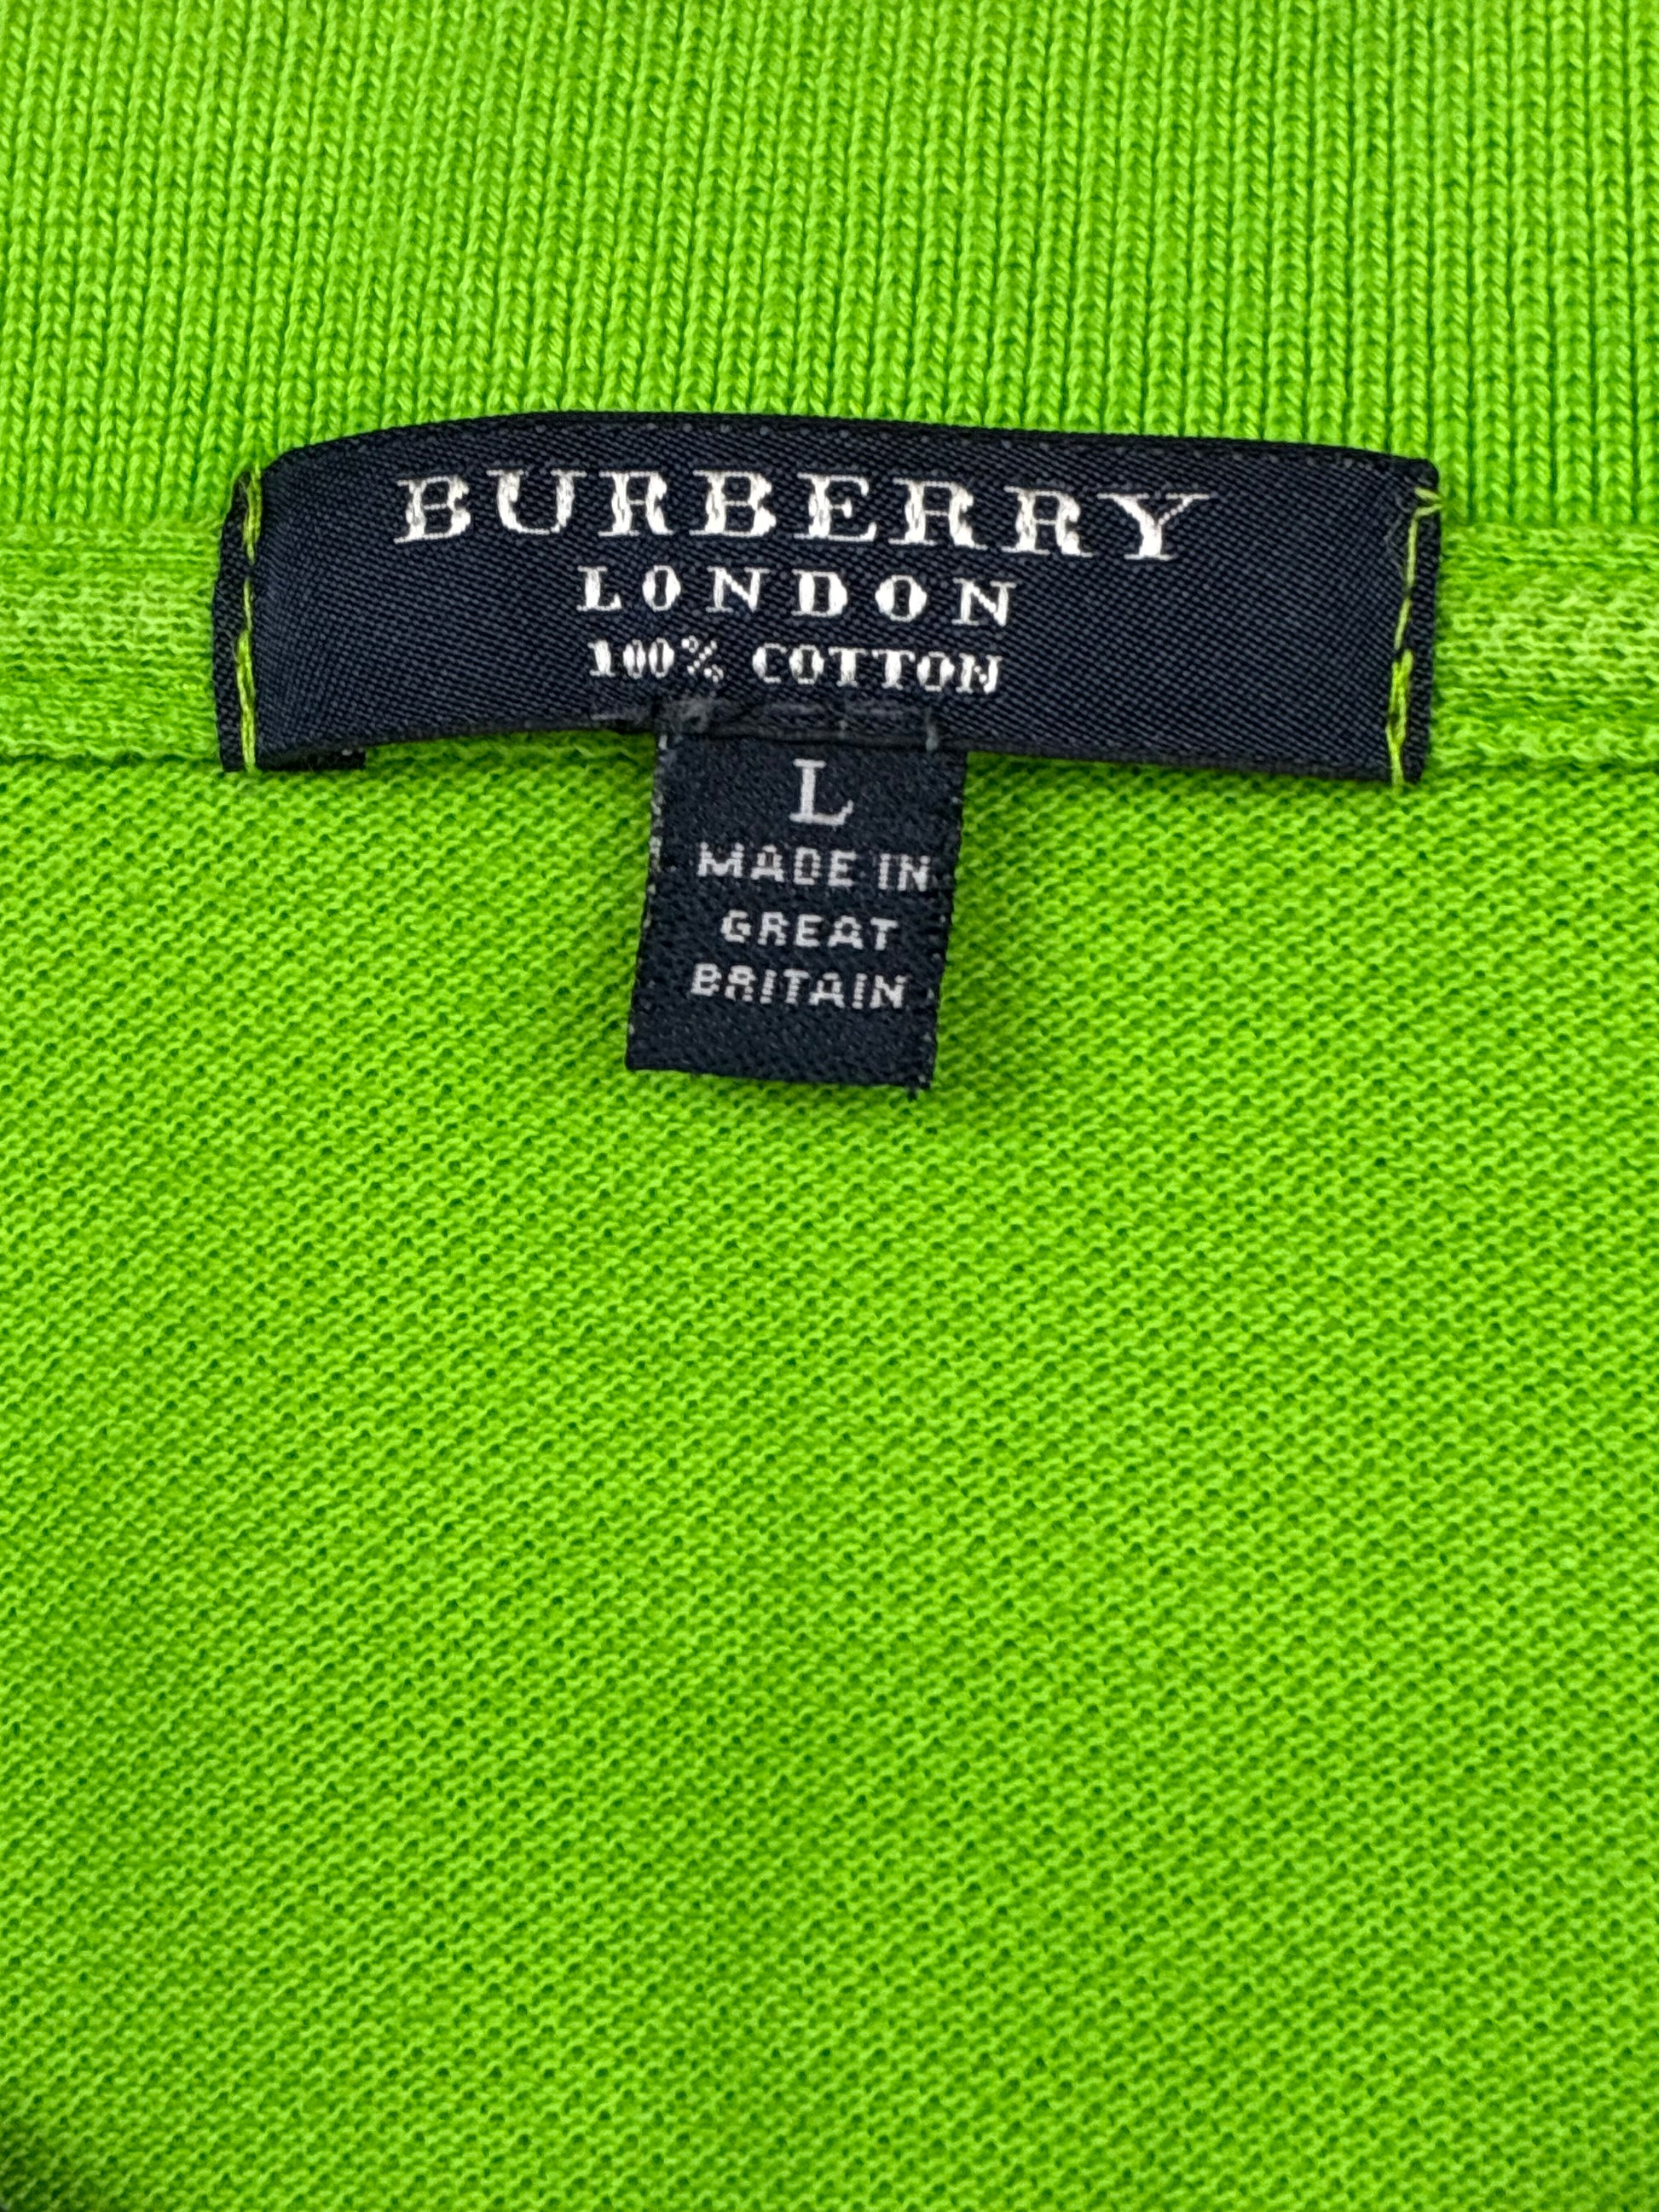 BURBERRY
LONDON
100% COTTON
L
MADE IN
GREAT
BRITAIN